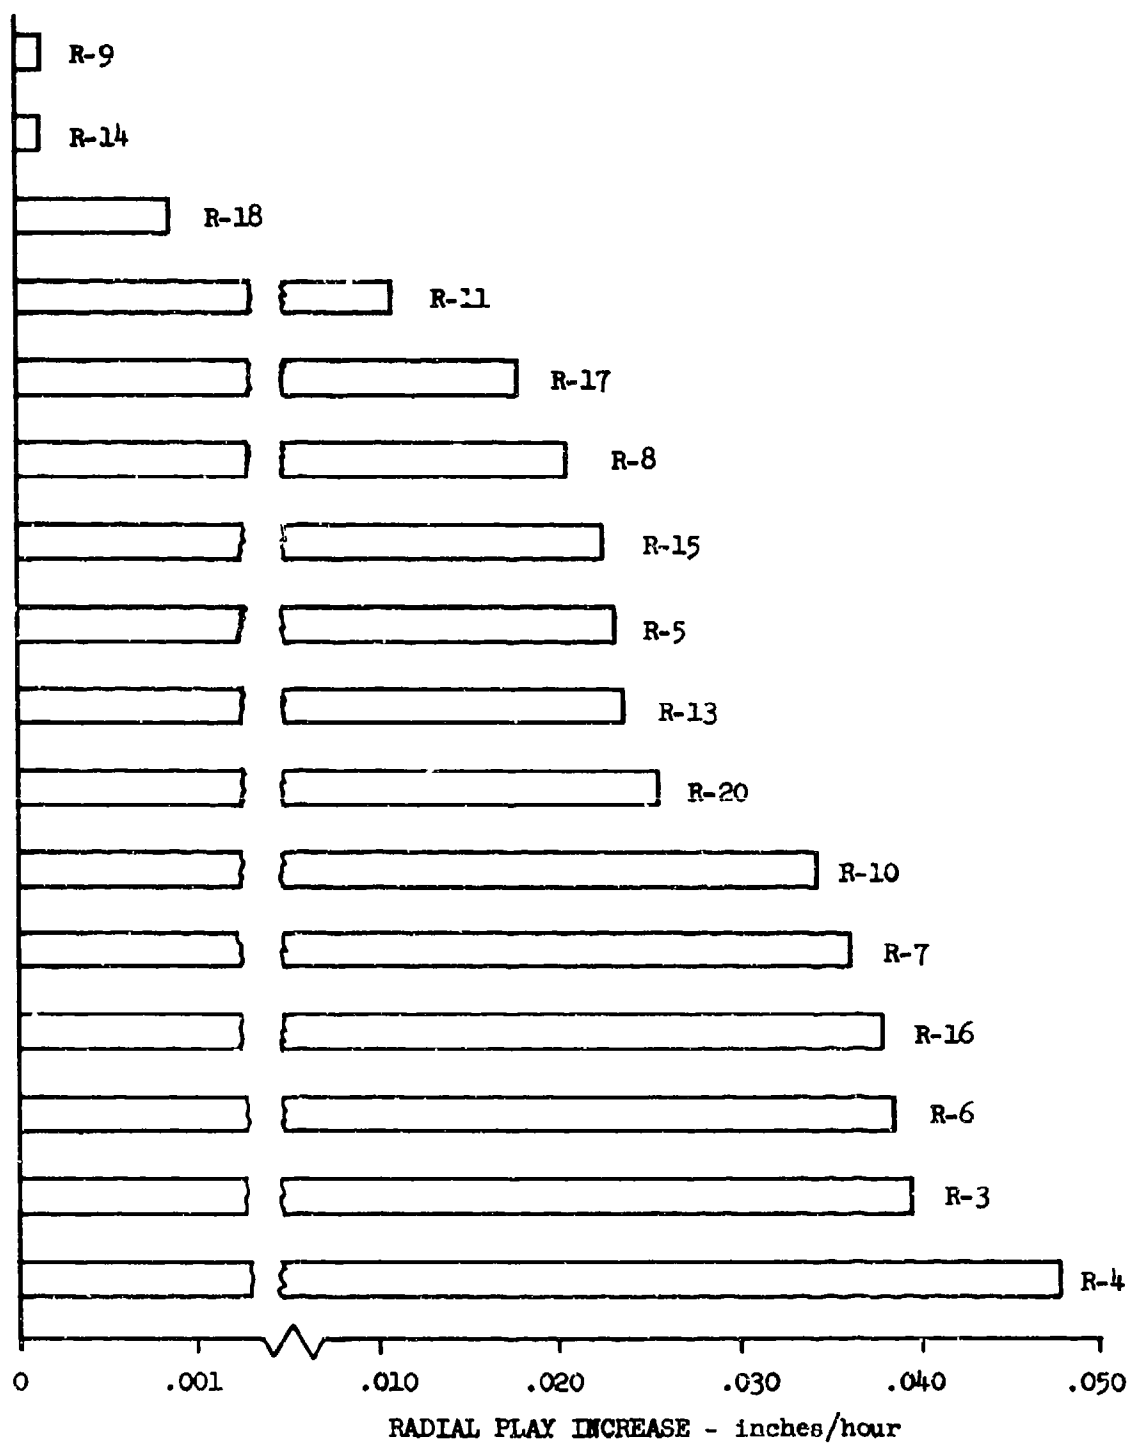 R-9
R-14
R-18
R-11
R-17
R-8
R-15
R-5
R-13
R-20
R-10
R-7
R-16
R-6
R-3
R-4
0 .001 .010 .020 .030 .040 .050
RADIAL PLAY INCREASE - inches/hour